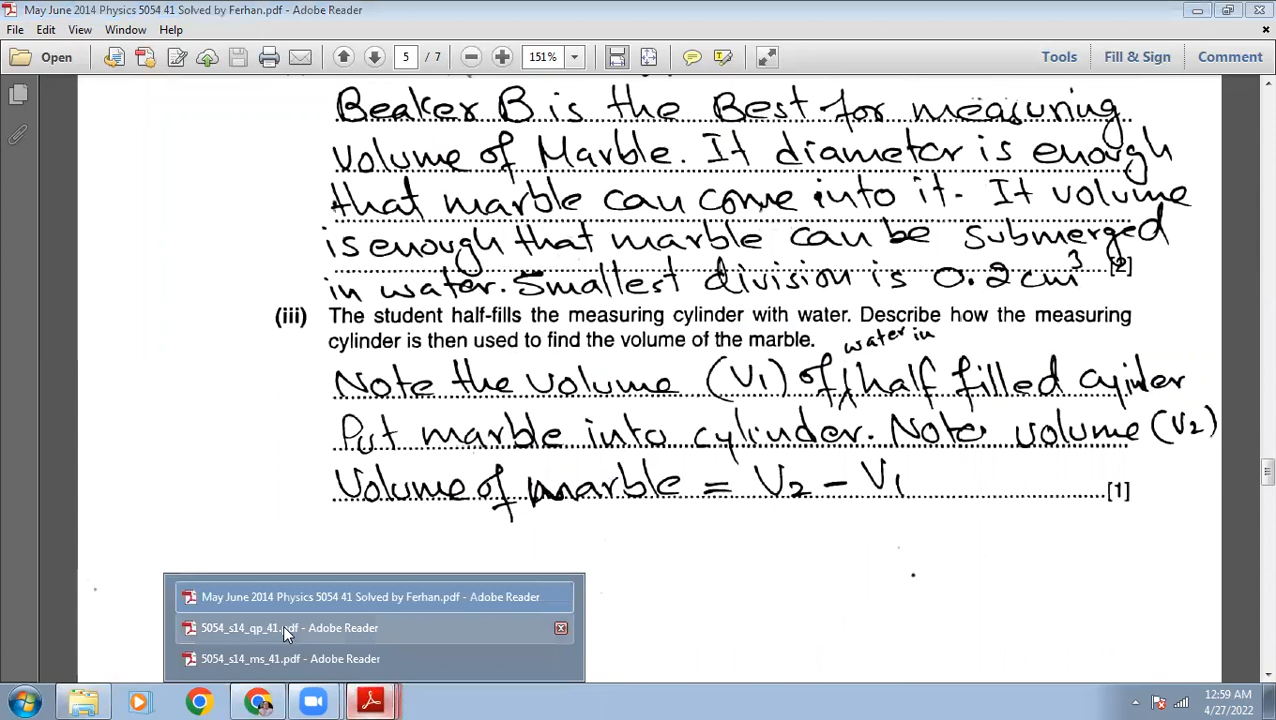 May June 2014 Physics 5054 41 Solved by Ferhan.pdf - Adobe Reader
File Edit View Window Help
Open 5 / 7 151% Tools Fill & Sign Comment
Beaker B is the Best for measuring
Volume of Marble. It diameter is enough
that marble can come into it. It volume
is enough that marble can be submerged
in water. Smallest division is 0.2 cm³ [2]
(iii) The student half-fills the measuring cylinder with water. Describe how the measuring
cylinder is then used to find the volume of the marble.
water in
Note the volume (V1) of half filled cylinder
Put marble into cylinder. Note volume (V2)
Volume of marble = V2 - V1 [1]
May June 2014 Physics 5054 41 Solved by Ferhan.pdf - Adobe Reader
5054_s14_qp_41.pdf - Adobe Reader
5054_s14_ms_41.pdf - Adobe Reader
12:59 AM
4/27/2022